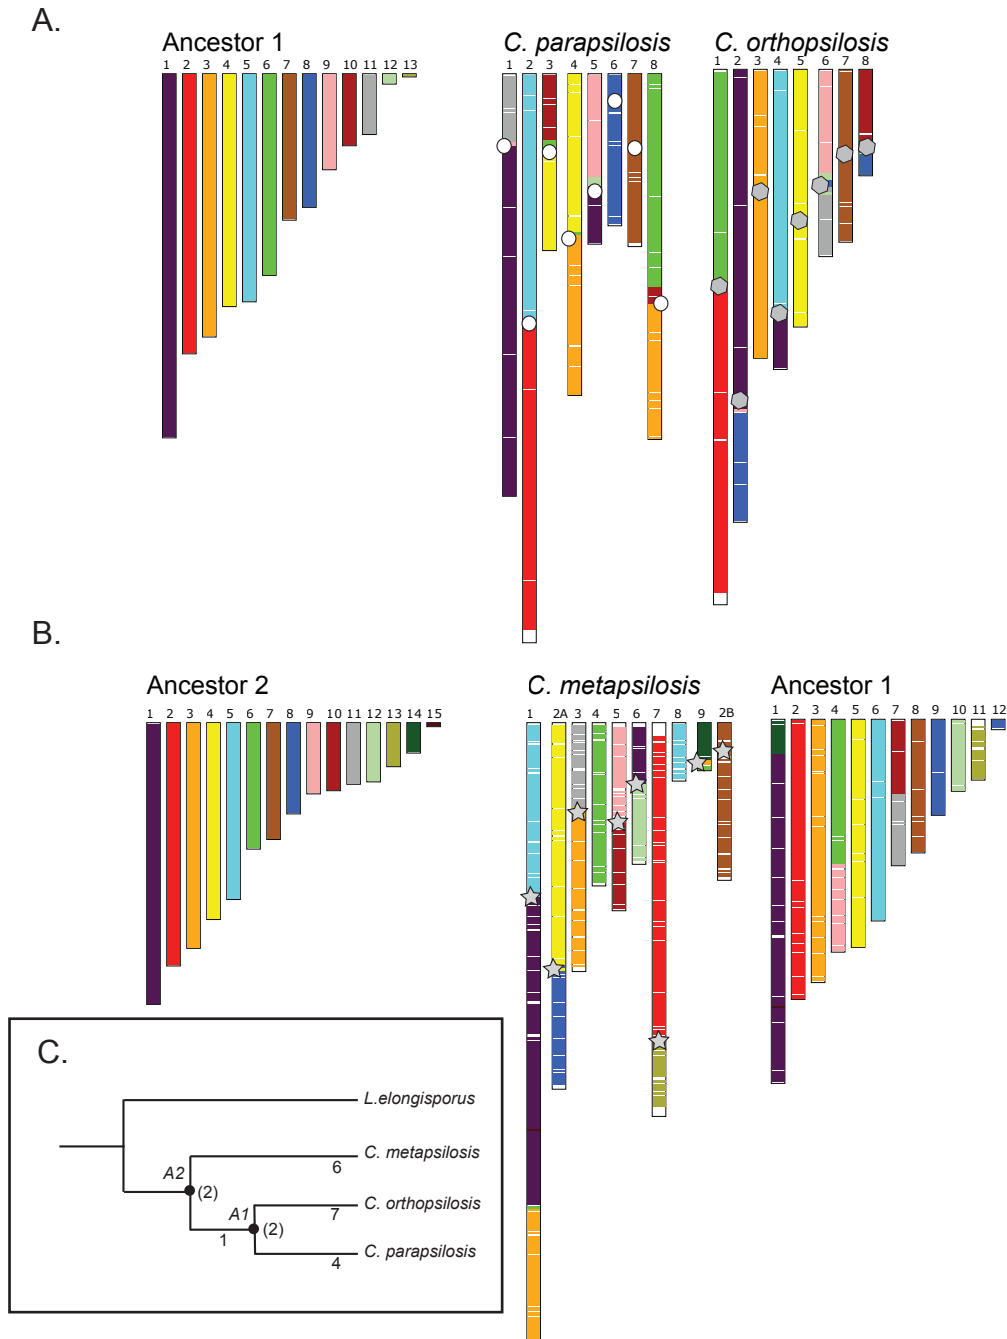 A.
Ancestor 1
C. parapsilosis
C. orthopsilosis
1 2 3 4 5 6 7 8 9 10 11 12 13
1 2 3 4 5 6 7 8
1 2 3 4 5 6 7 8
B.
Ancestor 2
C. metapsilosis
Ancestor 1
1 2 3 4 5 6 7 8 9 10 11 12 13 14 15
1 2A 3 4 5 6 7 8 9 2B
1 2 3 4 5 6 7 8 9 10 11 12
C.
L.elongisporus
C. metapsilosis
A2
6
(2)
C. orthopsilosis
A1
7
(2)
1
C. parapsilosis
4